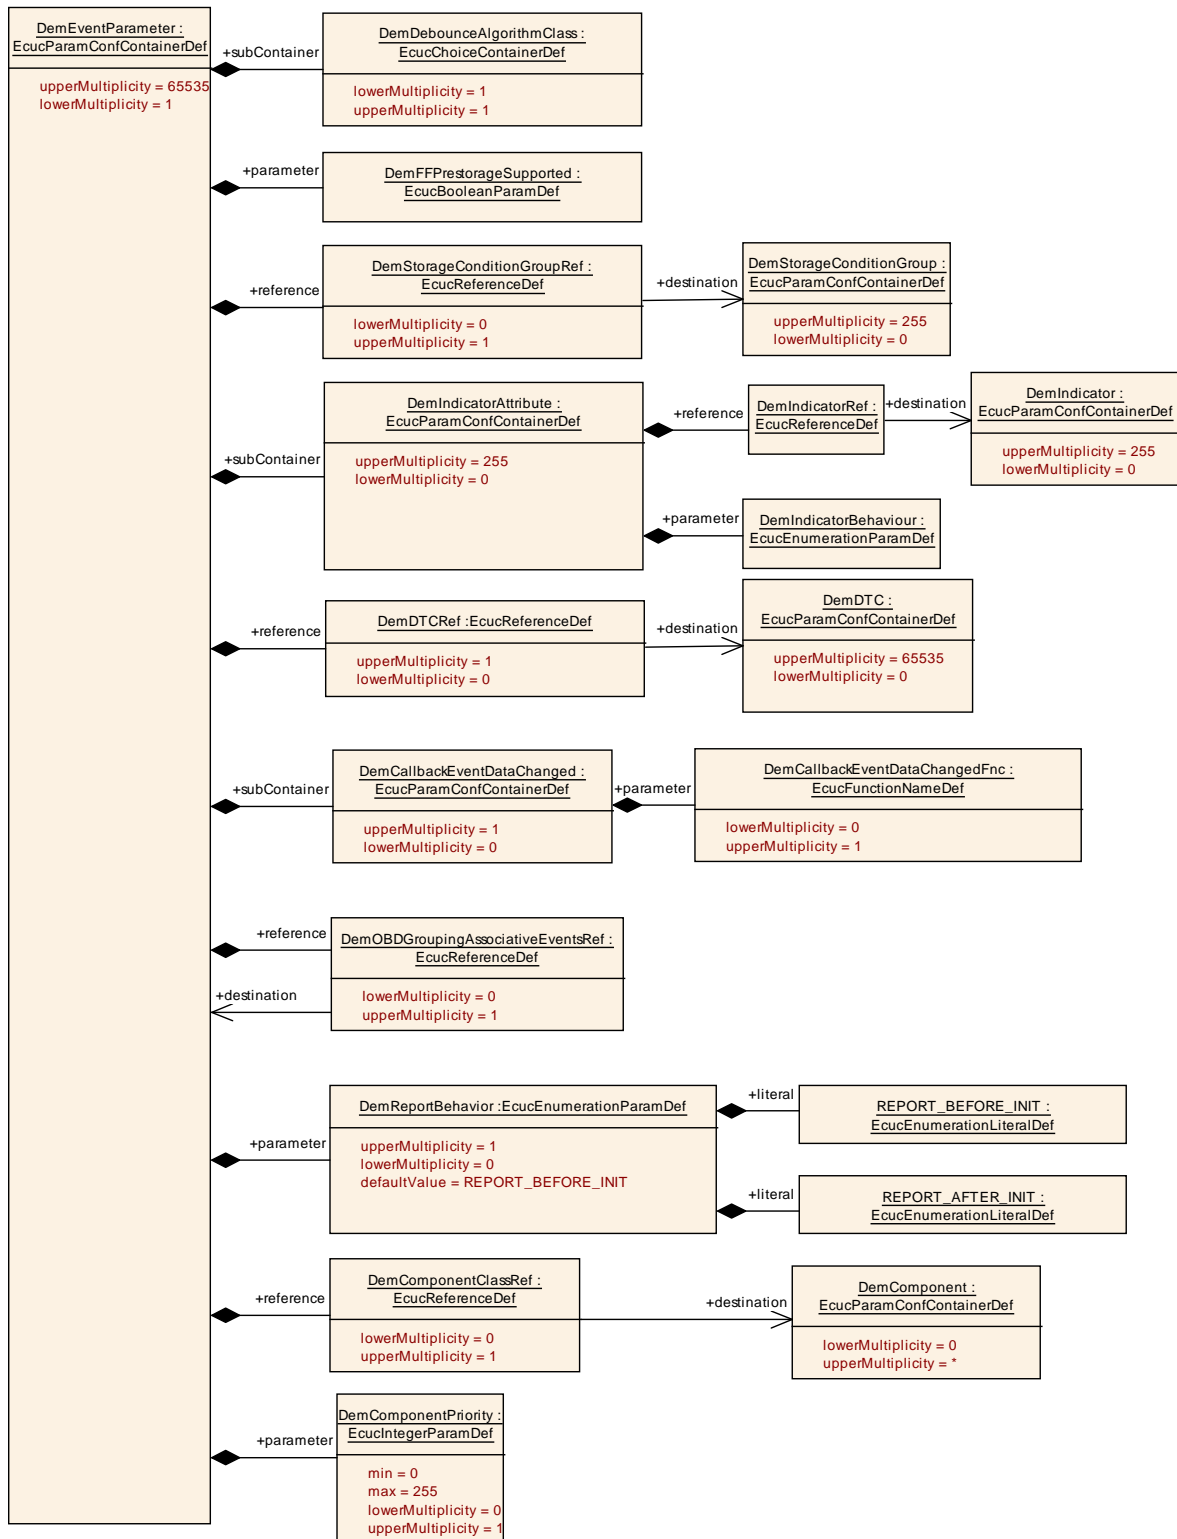 DemEventParameter :
EcucParamConfContainerDef
upperMultiplicity = 65535
lowerMultiplicity = 1
+subContainer
DemDebounceAlgorithmClass :
EcucChoiceContainerDef
lowerMultiplicity = 1
upperMultiplicity = 1
+parameter
DemFFPrestorageSupported :
EcucBooleanParamDef
+reference
DemStorageConditionGroupRef :
EcucReferenceDef
lowerMultiplicity = 0
upperMultiplicity = 1
+destination
DemStorageConditionGroup :
EcucParamConfContainerDef
upperMultiplicity = 255
lowerMultiplicity = 0
+subContainer
DemIndicatorAttribute :
EcucParamConfContainerDef
upperMultiplicity = 255
lowerMultiplicity = 0
+reference
DemIndicatorRef :
EcucReferenceDef
+destination
DemIndicator :
EcucParamConfContainerDef
upperMultiplicity = 255
lowerMultiplicity = 0
+parameter
DemIndicatorBehaviour :
EcucEnumerationParamDef
+reference
DemDTCRef :EcucReferenceDef
upperMultiplicity = 1
lowerMultiplicity = 0
+destination
DemDTC :
EcucParamConfContainerDef
upperMultiplicity = 65535
lowerMultiplicity = 0
+subContainer
DemCallbackEventDataChanged :
EcucParamConfContainerDef
upperMultiplicity = 1
lowerMultiplicity = 0
+parameter
DemCallbackEventDataChangedFnc :
EcucFunctionNameDef
lowerMultiplicity = 0
upperMultiplicity = 1
+reference
+destination
DemOBDGroupingAssociativeEventsRef :
EcucReferenceDef
lowerMultiplicity = 0
upperMultiplicity = 1
+parameter
DemReportBehavior :EcucEnumerationParamDef
upperMultiplicity = 1
lowerMultiplicity = 0
defaultValue = REPORT_BEFORE_INIT
+literal
REPORT_BEFORE_INIT :
EcucEnumerationLiteralDef
+literal
REPORT_AFTER_INIT :
EcucEnumerationLiteralDef
+reference
DemComponentClassRef :
EcucReferenceDef
lowerMultiplicity = 0
upperMultiplicity = 1
+destination
DemComponent :
EcucParamConfContainerDef
lowerMultiplicity = 0
upperMultiplicity = *
+parameter
DemComponentPriority :
EcucIntegerParamDef
min = 0
max = 255
lowerMultiplicity = 0
upperMultiplicity = 1